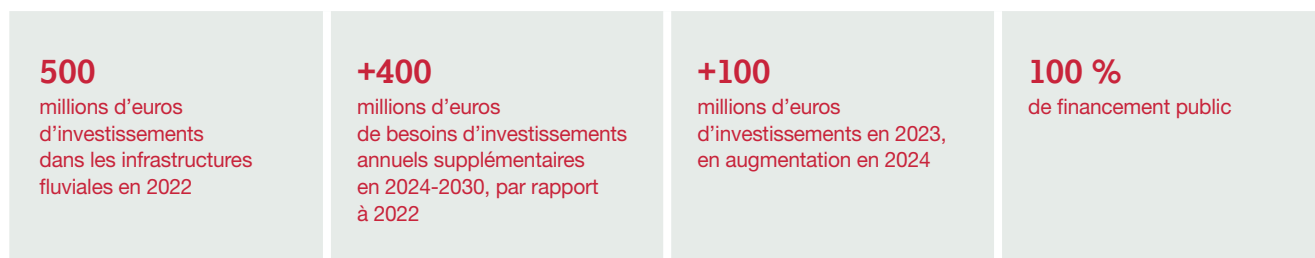 500
millions d’euros
d’investissements
dans les infrastructures
fluviales en 2022
+400
millions d’euros
de besoins d’investissements
annuels supplémentaires
en 2024-2030, par rapport
à 2022
+100
millions d’euros
d’investissements en 2023,
en augmentation en 2024
100 %
de financement public